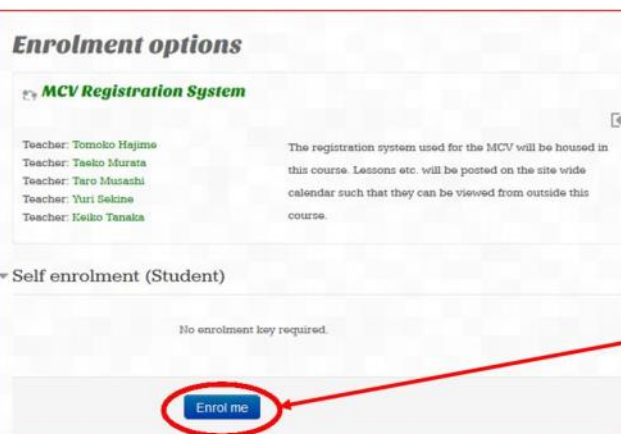 Enrolment options
MCV Registration System
Teacher: Tomoko Hajime
Teacher: Taeko Murata
Teacher: Taro Musashi
Teacher: Yuri Sekine
Teacher: Keiko Tanaka
The registration system used for the MCV will be housed in
this course. Lessons etc. will be posted on the site wide
calendar such that they can be viewed from outside this
course.
Self enrolment (Student)
No enrolment key required.
Enrol me